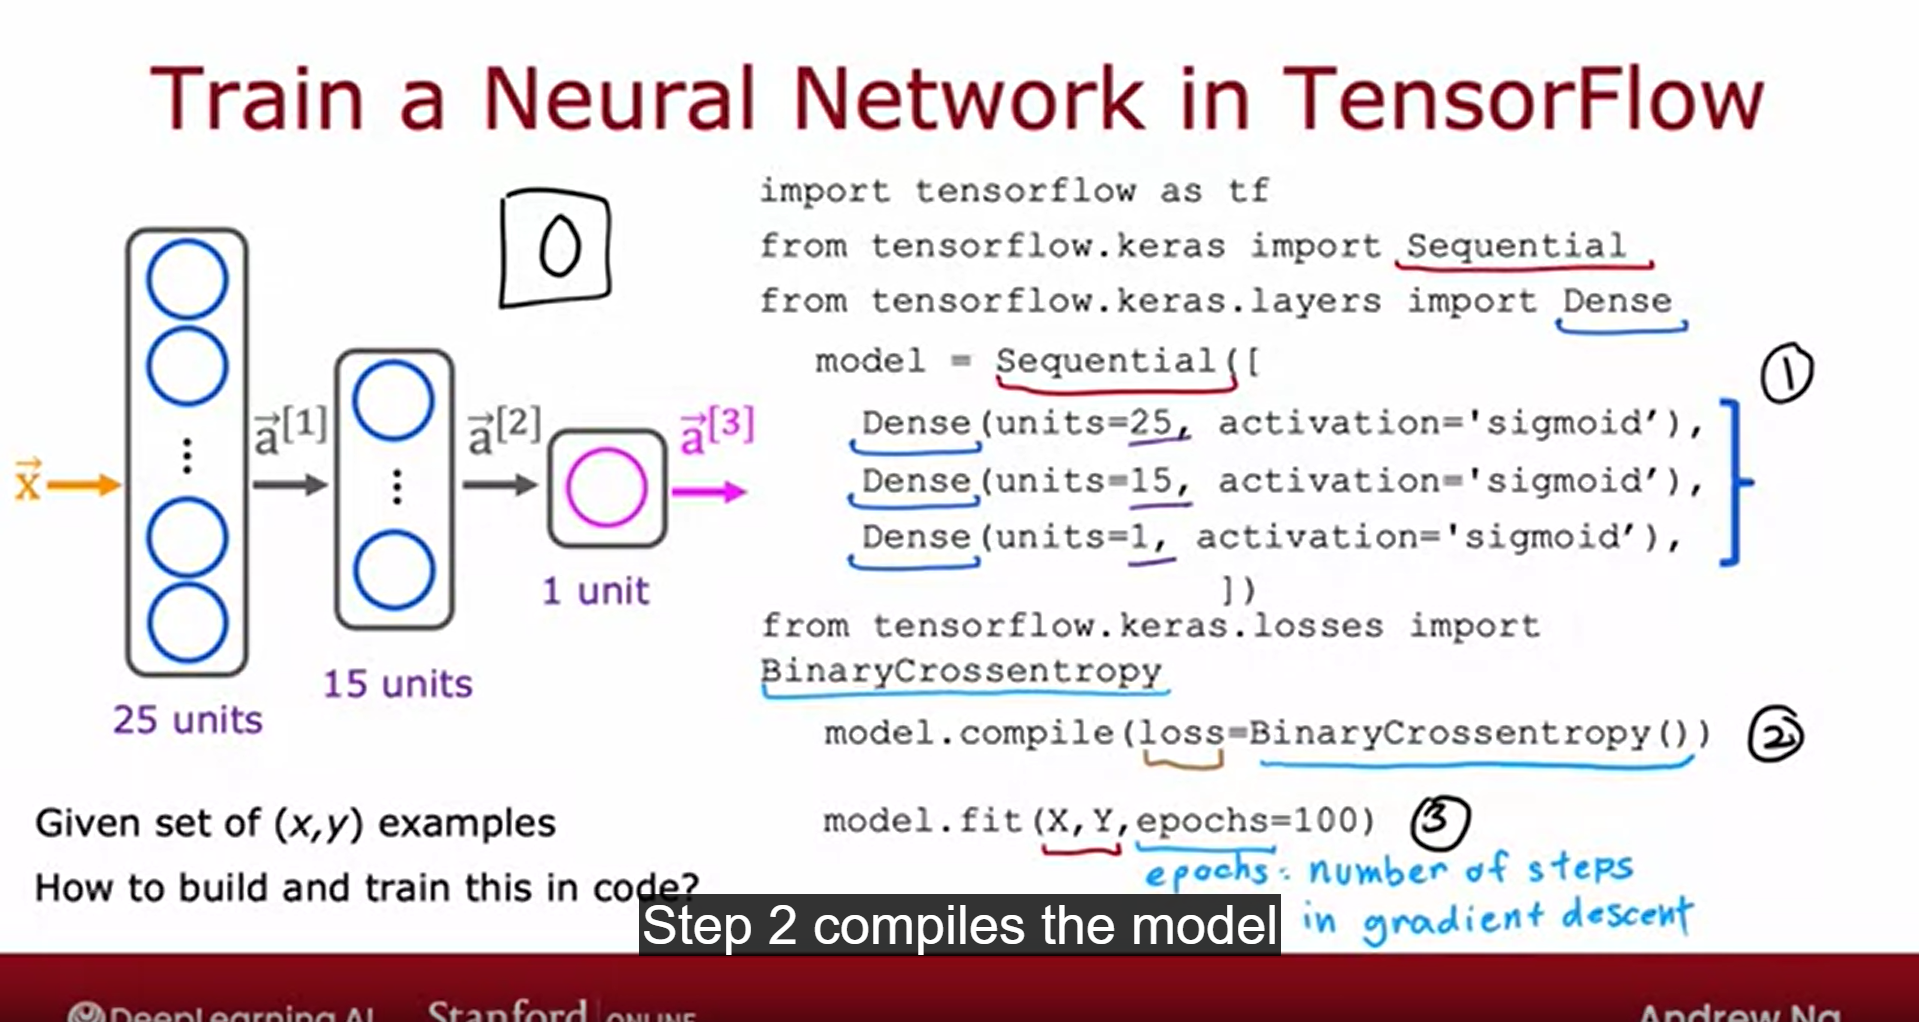 Train a Neural Network in TensorFlow
0
x⃗
a⃗[1]
a⃗[2]
a⃗[3]
25 units
15 units
1 unit
Given set of (x,y) examples
How to build and train this in code?
import tensorflow as tf
from tensorflow.keras import Sequential
from tensorflow.keras.layers import Dense
model = Sequential([
Dense(units=25, activation='sigmoid'),
Dense(units=15, activation='sigmoid'),
Dense(units=1, activation='sigmoid'),
])
1
from tensorflow.keras.losses import
BinaryCrossentropy
model.compile(loss=BinaryCrossentropy()) 2
model.fit(X,Y,epochs=100) 3
epochs: number of steps
in gradient descent
Step 2 compiles the model
DeepLearning.AI Stanford | ONLINE Andrew Ng